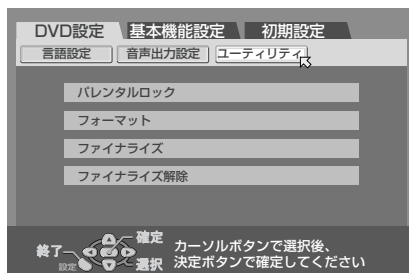 DVD設定 基本機能設定 初期設定
言語設定 音声出力設定 ユーティリティ
パレンタルロック
フォーマット
ファイナライズ
ファイナライズ解除
終了 確定
設定 選択
カーソルボタンで選択後、
決定ボタンで確定してください